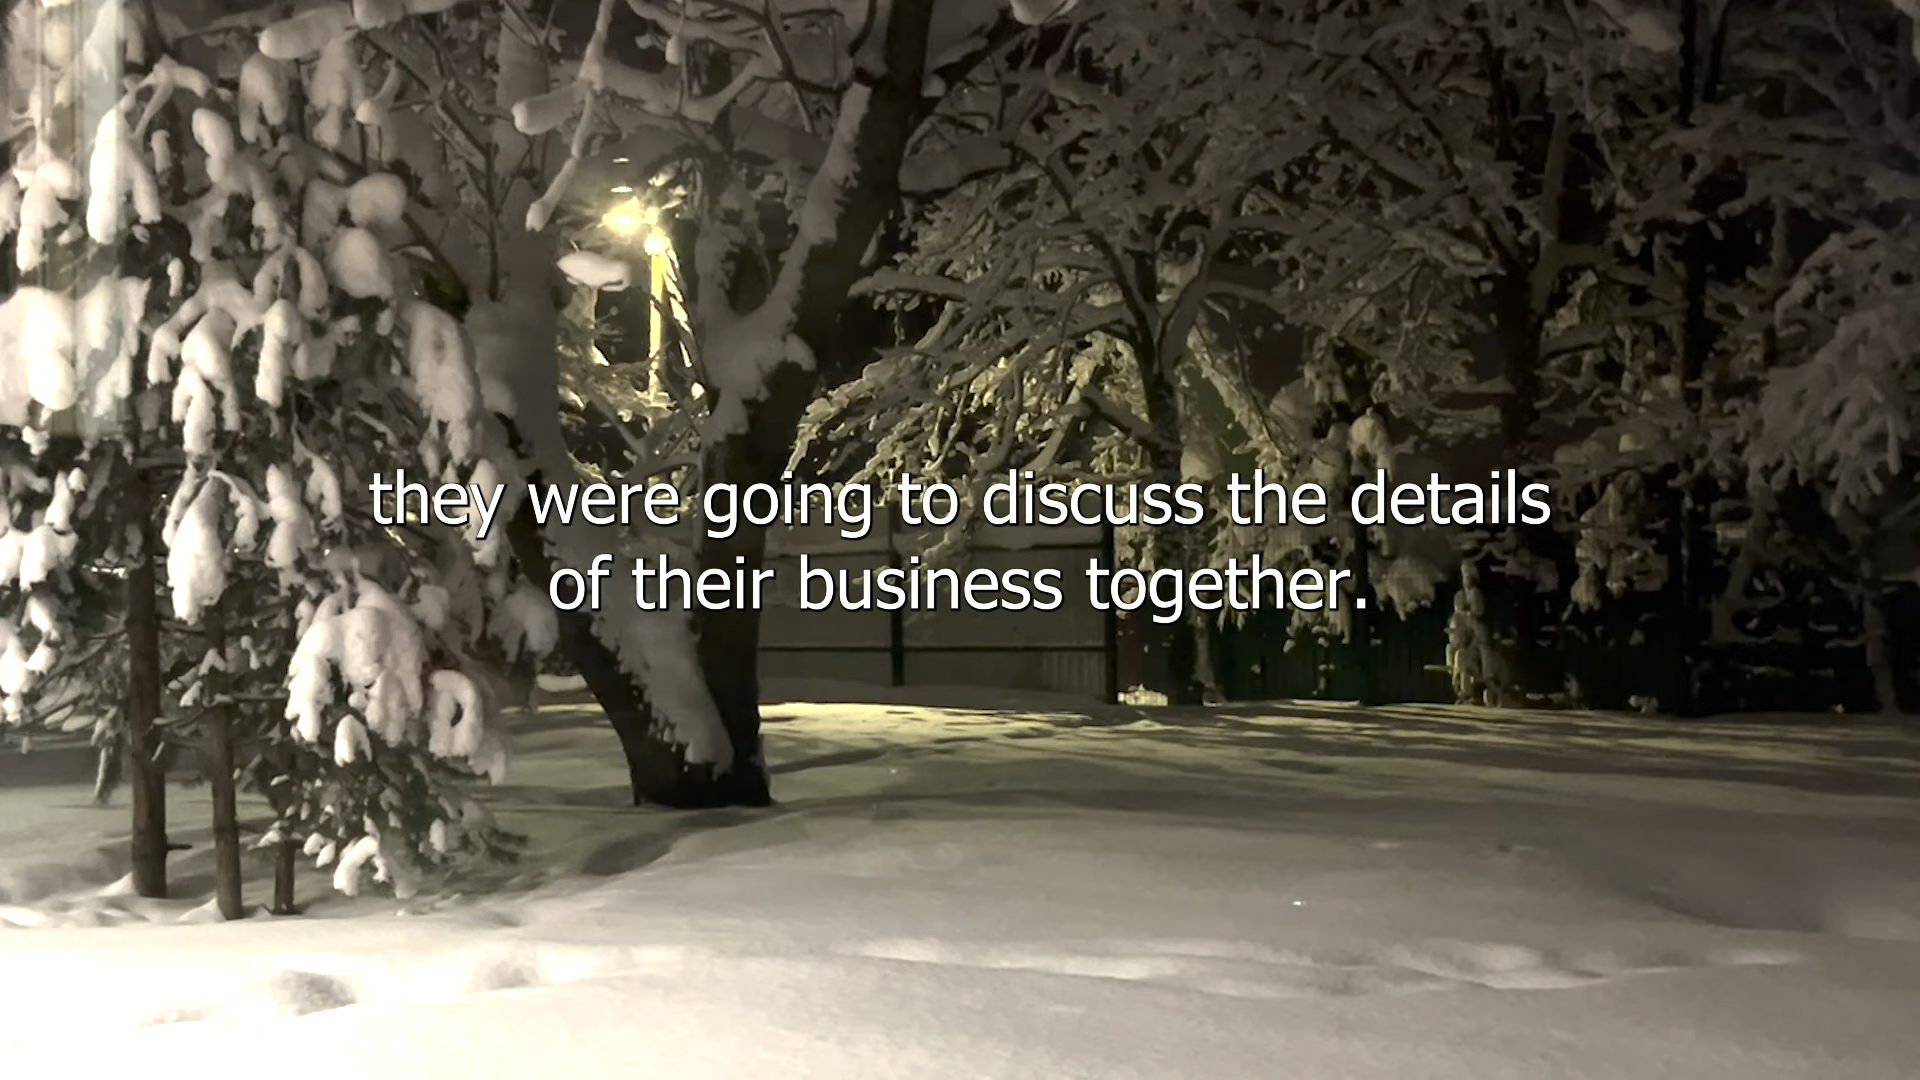 they were going to discuss the details
of their business together.